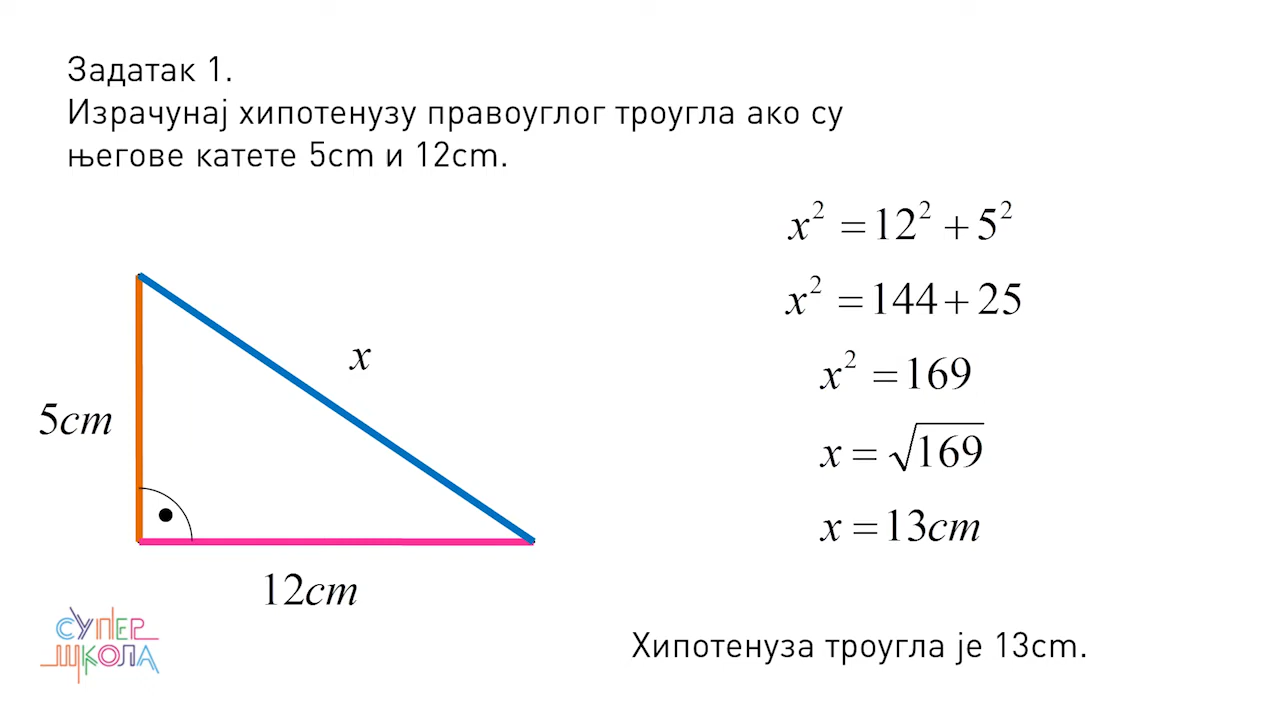 Задатак 1.
Израчунај хипотенузу правоуглог троугла ако су
његове катете 5cm и 12cm.
x² = 12² + 5²
x² = 144 + 25
x² = 169
x = √169
x = 13cm
x
5cm
12cm
СУПЕР
ШКОЛА
Хипотенуза троугла је 13cm.